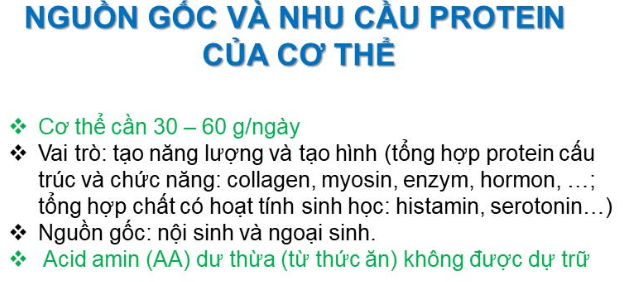 NGUỒN GỐC VÀ NHU CẦU PROTEIN
CỦA CƠ THỂ
❖ Cơ thể cần 30 – 60 g/ngày
❖ Vai trò: tạo năng lượng và tạo hình (tổng hợp protein cấu
trúc và chức năng: collagen, myosin, enzym, hormon, …;
tổng hợp chất có hoạt tính sinh học: histamin, serotonin…)
❖ Nguồn gốc: nội sinh và ngoại sinh.
❖ Acid amin (AA) dư thừa (từ thức ăn) không được dự trữ